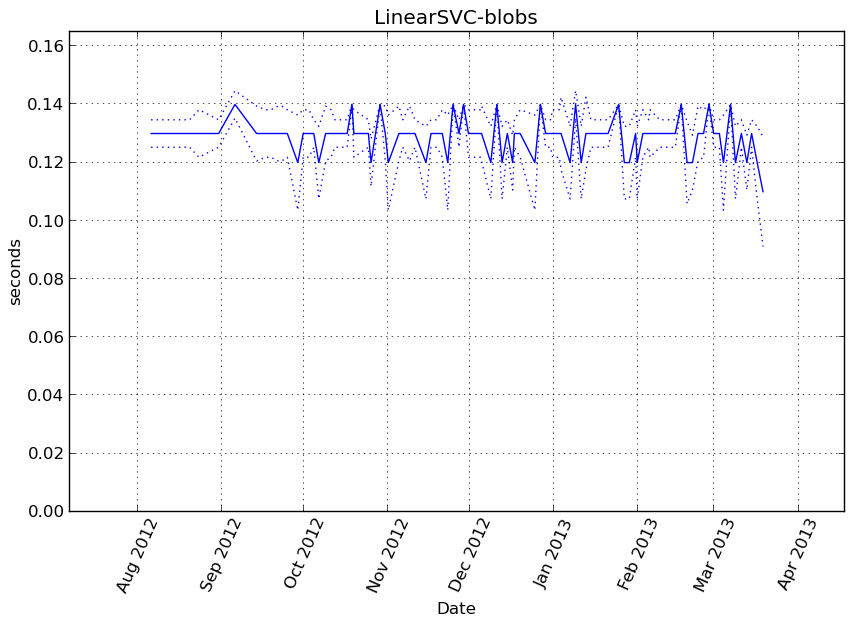 LinearSVC-blobs
0.16
0.14
0.12
0.10
0.08
0.06
0.04
0.02
0.00
seconds
Aug 2012
Sep 2012
Oct 2012
Nov 2012
Dec 2012
Jan 2013
Feb 2013
Mar 2013
Apr 2013
Date